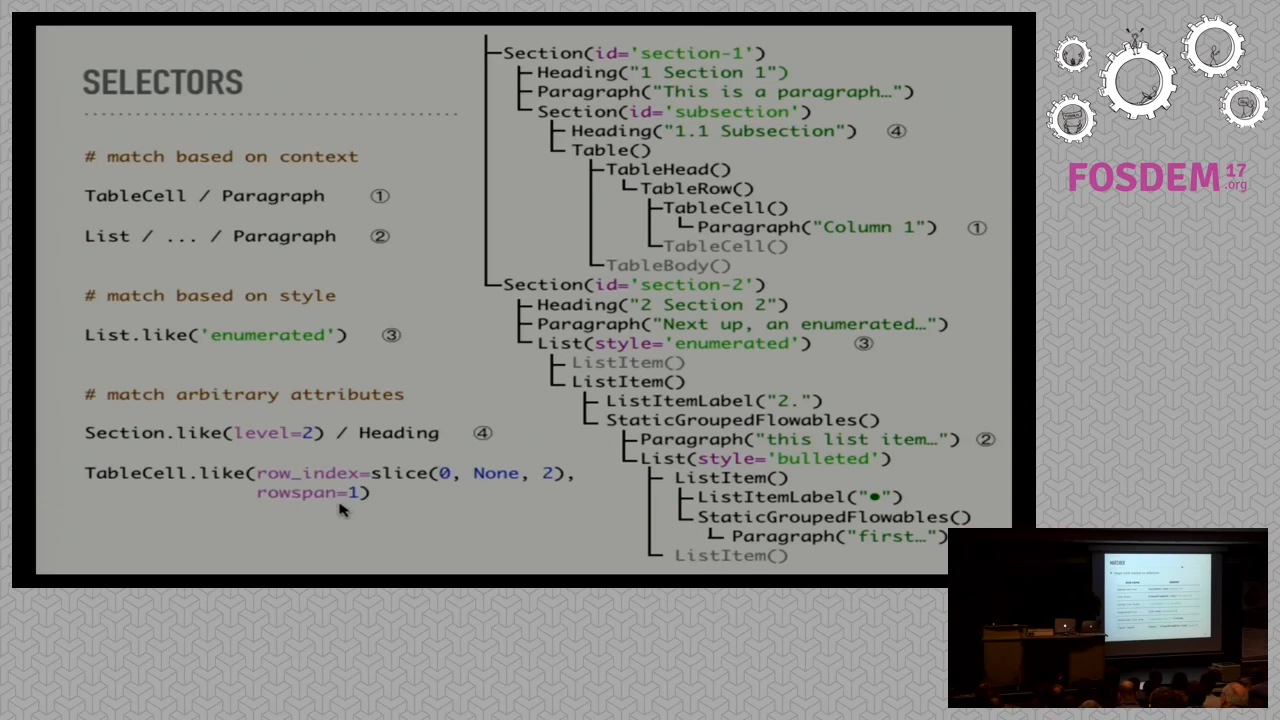 SELECTORS
# match based on context
TableCell / Paragraph ①
List / ... / Paragraph ②
# match based on style
List.like('enumerated') ③
# match arbitrary attributes
Section.like(level=2) / Heading ④
TableCell.like(row_index=slice(0, None, 2),
rowspan=1)
Section(id='section-1')
Heading("1 Section 1")
Paragraph("This is a paragraph…")
Section(id='subsection')
Heading("1.1 Subsection") ④
Table()
TableHead()
TableRow()
TableCell()
Paragraph("Column 1") ①
TableCell()
TableBody()
Section(id='section-2')
Heading("2 Section 2")
Paragraph("Next up, an enumerated…")
List(style='enumerated') ③
ListItem()
ListItem()
ListItemLabel("2.")
StaticGroupedFlowables()
Paragraph("this list item…") ②
List(style='bulleted')
ListItem()
ListItemLabel("•")
StaticGroupedFlowables()
Paragraph("first…")
ListItem()
FOSDEM 17
.org